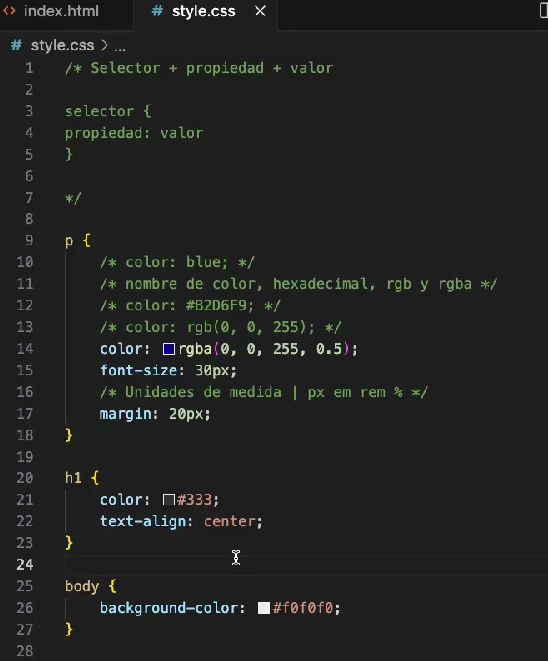 <> index.html # style.css ×
# style.css > ...
1 /* Selector + propiedad + valor
2
3 selector {
4 propiedad: valor
5 }
6
7 */
8
9 p {
10 /* color: blue; */
11 /* nombre de color, hexadecimal, rgb y rgba */
12 /* color: #B2D6F9; */
13 /* color: rgb(0, 0, 255); */
14 color: rgba(0, 0, 255, 0.5);
15 font-size: 30px;
16 /* Unidades de medida | px em rem % */
17 margin: 20px;
18 }
19
20 h1 {
21 color: #333;
22 text-align: center;
23 }
24
25 body {
26 background-color: #f0f0f0;
27 }
28